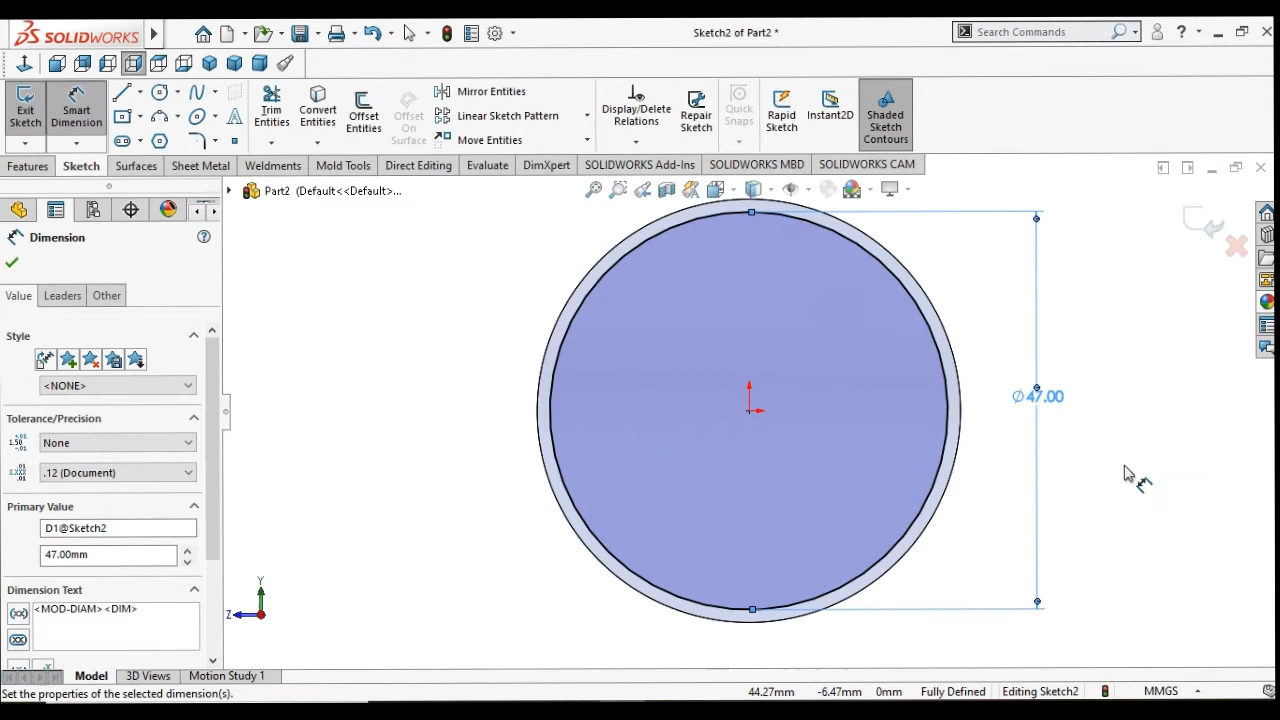 SOLIDWORKS
Sketch2 of Part2 *
Search Commands
Exit Sketch
Smart Dimension
Trim Entities
Convert Entities
Offset Entities
Offset On Surface
Mirror Entities
Linear Sketch Pattern
Move Entities
Display/Delete Relations
Repair Sketch
Quick Snaps
Rapid Sketch
Instant2D
Shaded Sketch Contours
Features
Sketch
Surfaces
Sheet Metal
Weldments
Mold Tools
Direct Editing
Evaluate
DimXpert
SOLIDWORKS Add-Ins
SOLIDWORKS MBD
SOLIDWORKS CAM
Part2 (Default<<Default>...
Dimension
Value
Leaders
Other
Style
<NONE>
Tolerance/Precision
None
.12 (Document)
Primary Value
D1@Sketch2
47.00mm
Dimension Text
<MOD-DIAM><DIM>
∅47.00
Y
Z
Model
3D Views
Motion Study 1
Set the properties of the selected dimension(s).
44.27mm
-6.47mm
0mm
Fully Defined
Editing Sketch2
MMGS